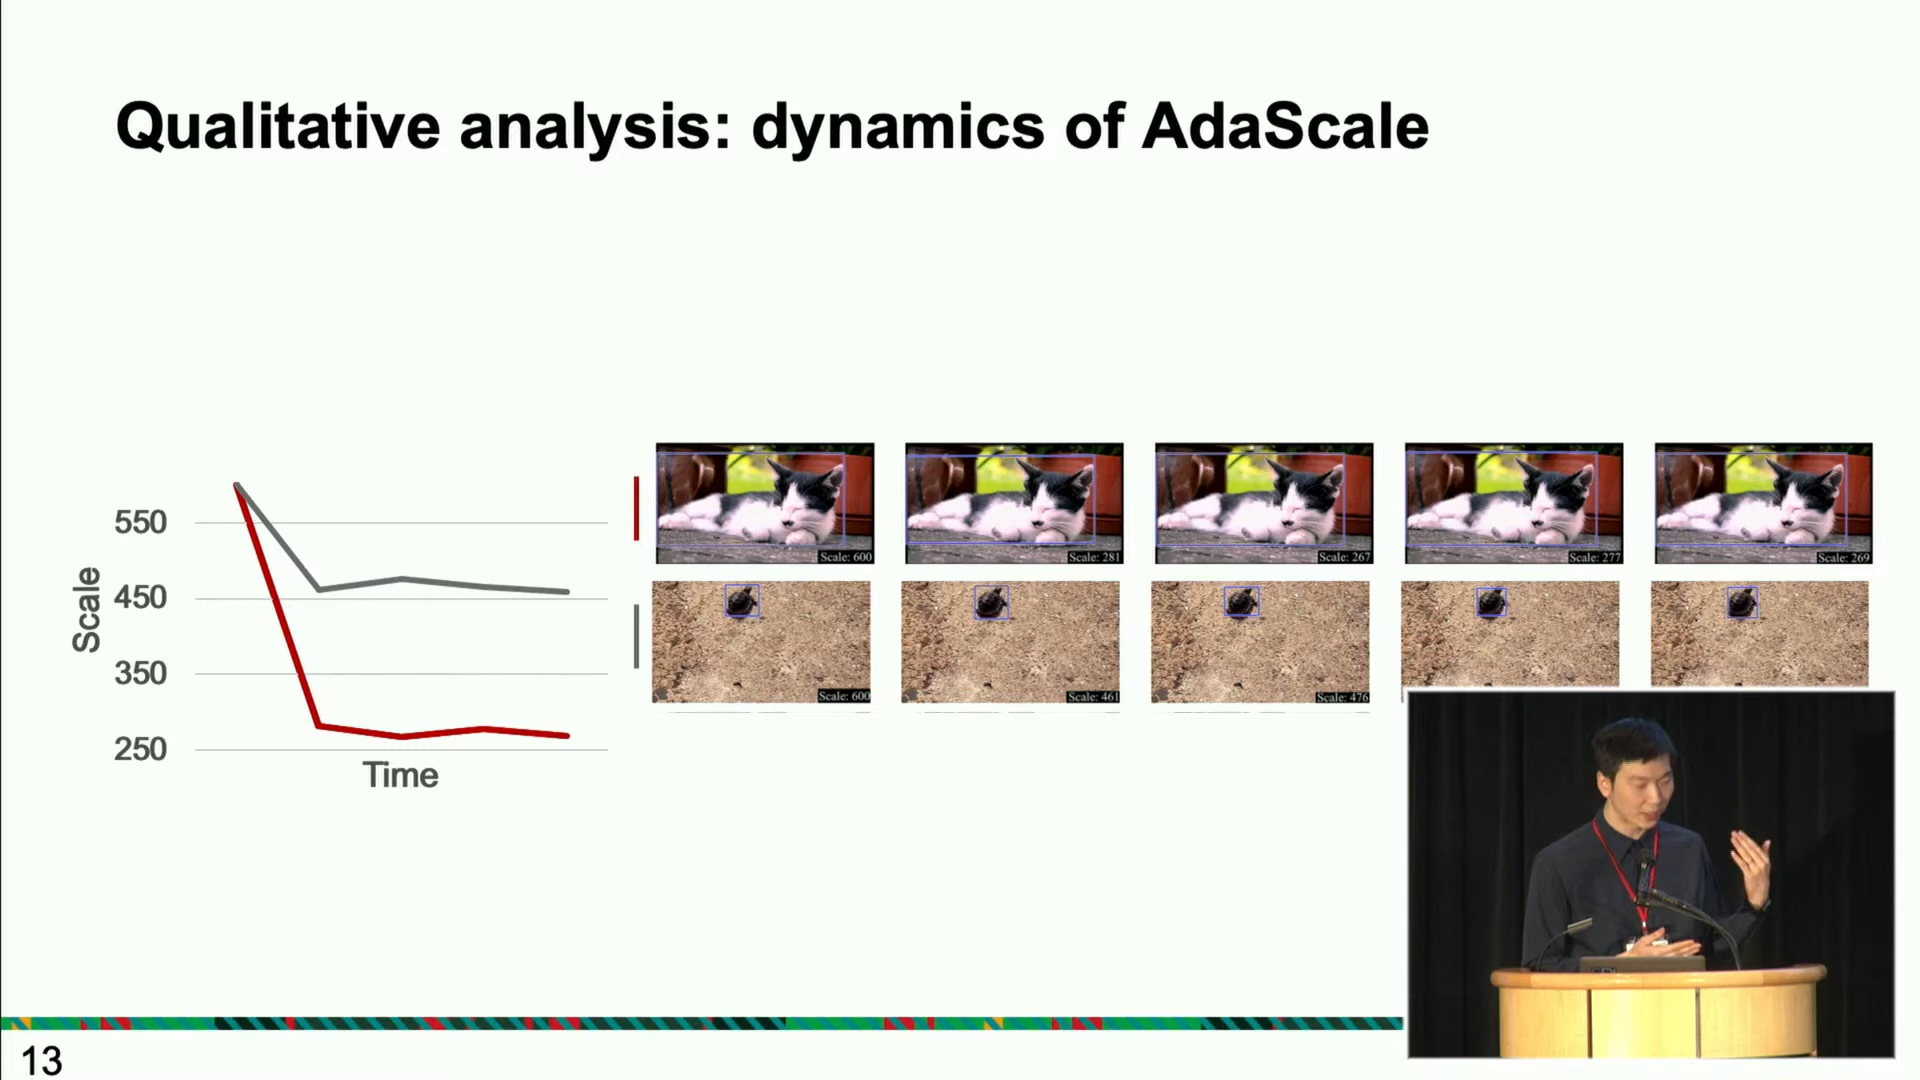 Qualitative analysis: dynamics of AdaScale
550
450
350
250
Scale
Time
Scale: 600
Scale: 281
Scale: 267
Scale: 277
Scale: 269
Scale: 600
Scale: 461
Scale: 476
13